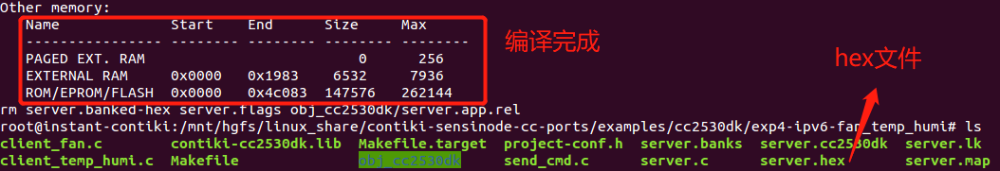 Other memory:
Name Start End Size Max
---------------- -------- -------- -------- --------
PAGED EXT. RAM 0 256
EXTERNAL RAM 0x0000 0x1983 6532 7936
ROM/EPROM/FLASH 0x0000 0x4c083 147576 262144
编译完成
hex文件
rm server.banked-hex server.flags obj_cc2530dk/server.app.rel
root@instant-contiki:/mnt/hgfs/linux_share/contiki-sensinode-cc-ports/examples/cc2530dk/exp4-ipv6-fan_temp_humi# ls
client_fan.c contiki-cc2530dk.lib Makefile.target project-conf.h server.banks server.cc2530dk server.lk
client_temp_humi.c Makefile obj_cc2530dk send_cmd.c server.c server.hex server.map